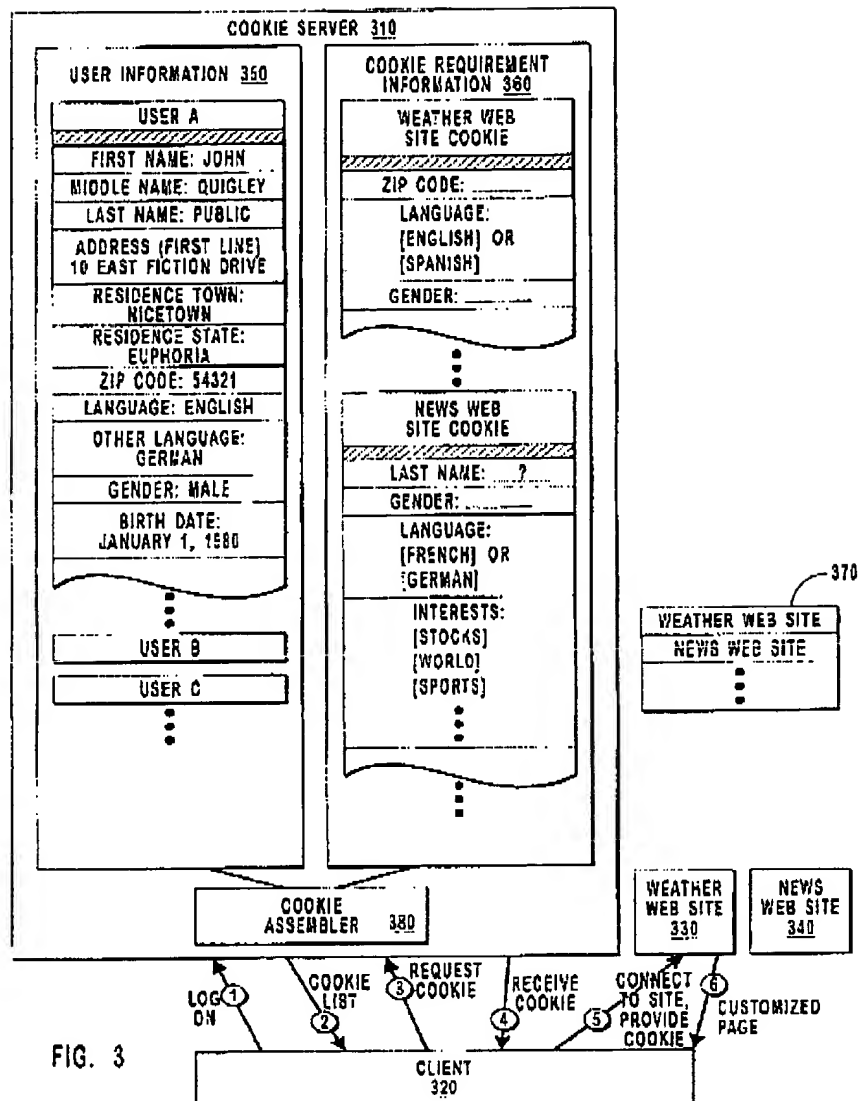 COOKIE SERVER 310
USER INFORMATION 350
USER A
FIRST NAME: JOHN
MIDDLE NAME: QUIGLEY
LAST NAME: PUBLIC
ADDRESS (FIRST LINE)
10 EAST FICTION DRIVE
RESIDENCE TOWN:
NICETOWN
RESIDENCE STATE:
EUPHORIA
ZIP CODE: 54321
LANGUAGE: ENGLISH
OTHER LANGUAGE:
GERMAN
GENDER: MALE
BIRTH DATE:
JANUARY 1, 1980
USER B
USER C
COOKIE REQUIREMENT
INFORMATION 360
WEATHER WEB
SITE COOKIE
ZIP CODE: ______
LANGUAGE:
[ENGLISH] OR
[SPANISH]
GENDER: ______
NEWS WEB
SITE COOKIE
LAST NAME: __?__
GENDER: ______
LANGUAGE:
[FRENCH] OR
[GERMAN]
INTERESTS:
[STOCKS]
[WORLD]
[SPORTS]
370
WEATHER WEB SITE
NEWS WEB SITE
COOKIE
ASSEMBLER 380
WEATHER
WEB SITE
330
NEWS
WEB SITE
340
LOG
ON
1
COOKIE
LIST
2
3
REQUEST
COOKIE
4
RECEIVE
COOKIE
5
CONNECT
TO SITE,
PROVIDE
COOKIE
6
CUSTOMIZED
PAGE
FIG. 3
CLIENT
320